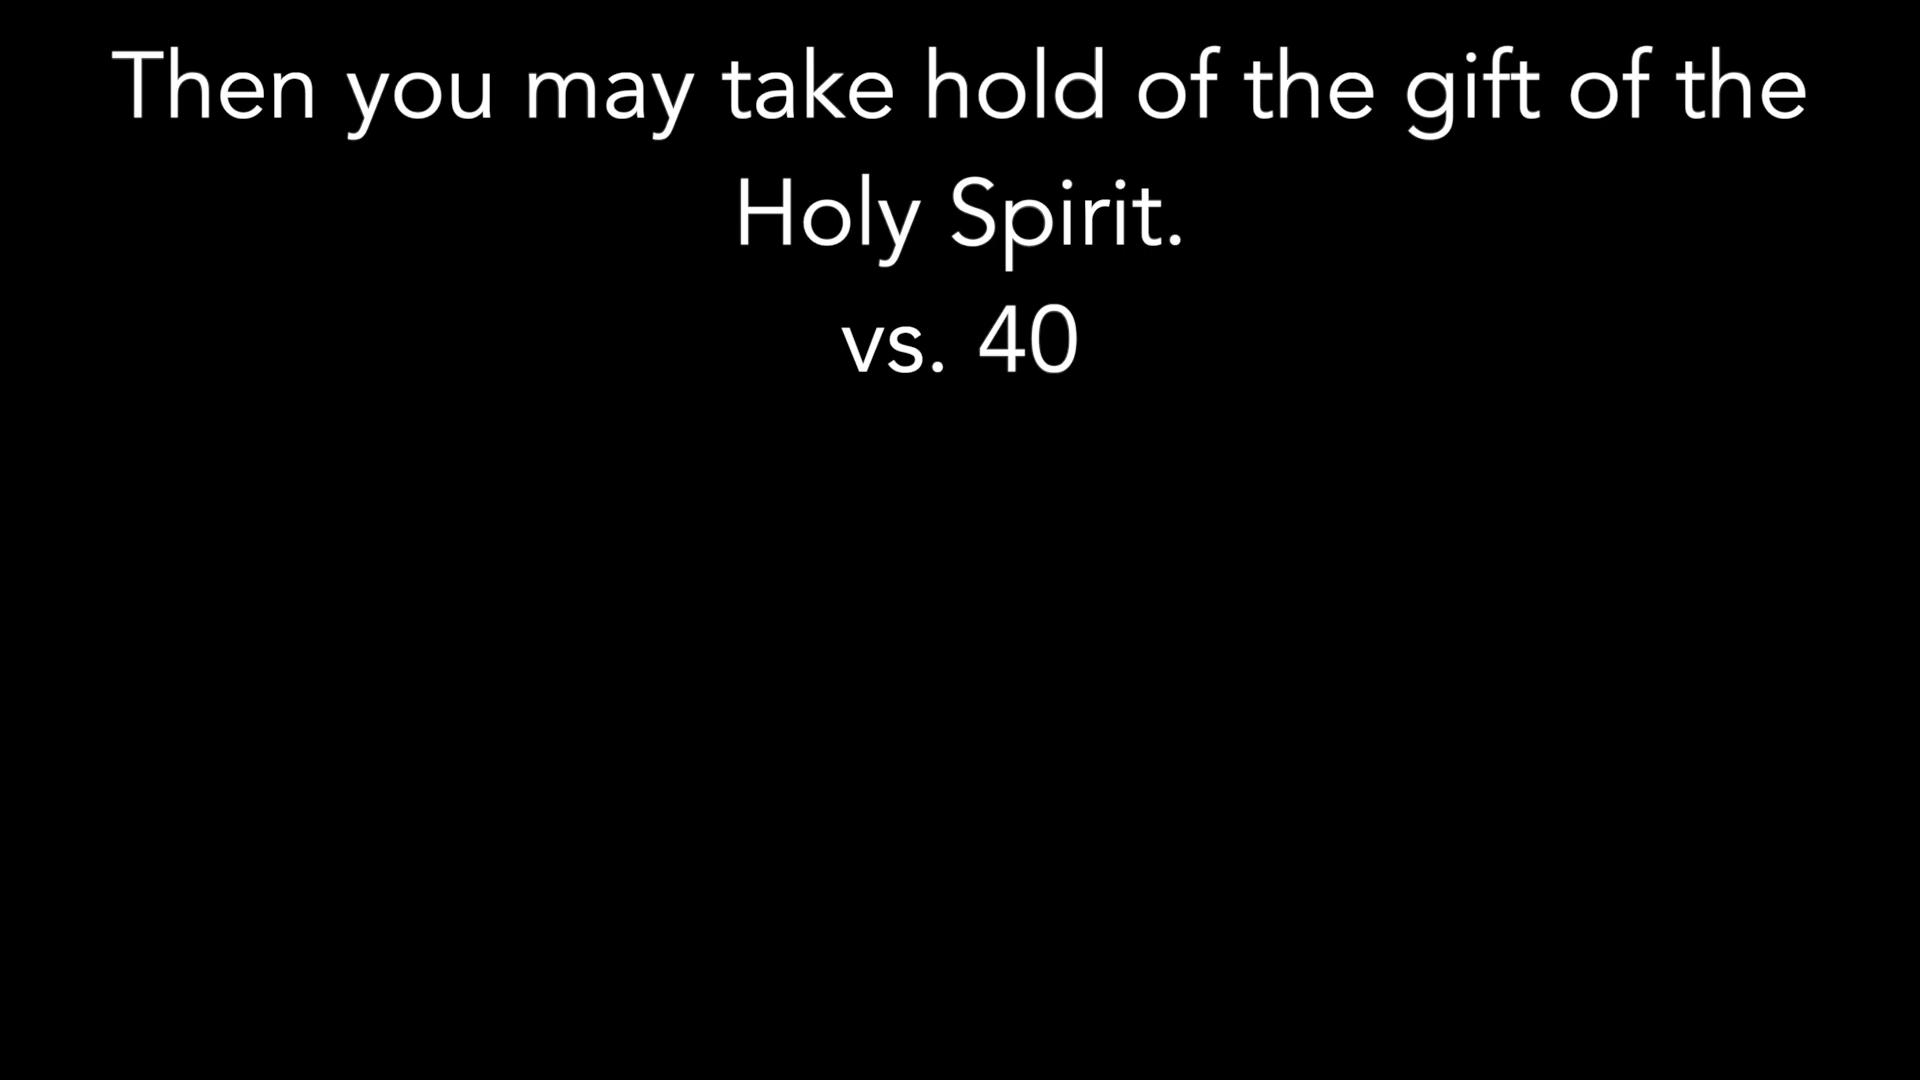 Then you may take hold of the gift of the
Holy Spirit.
vs. 40